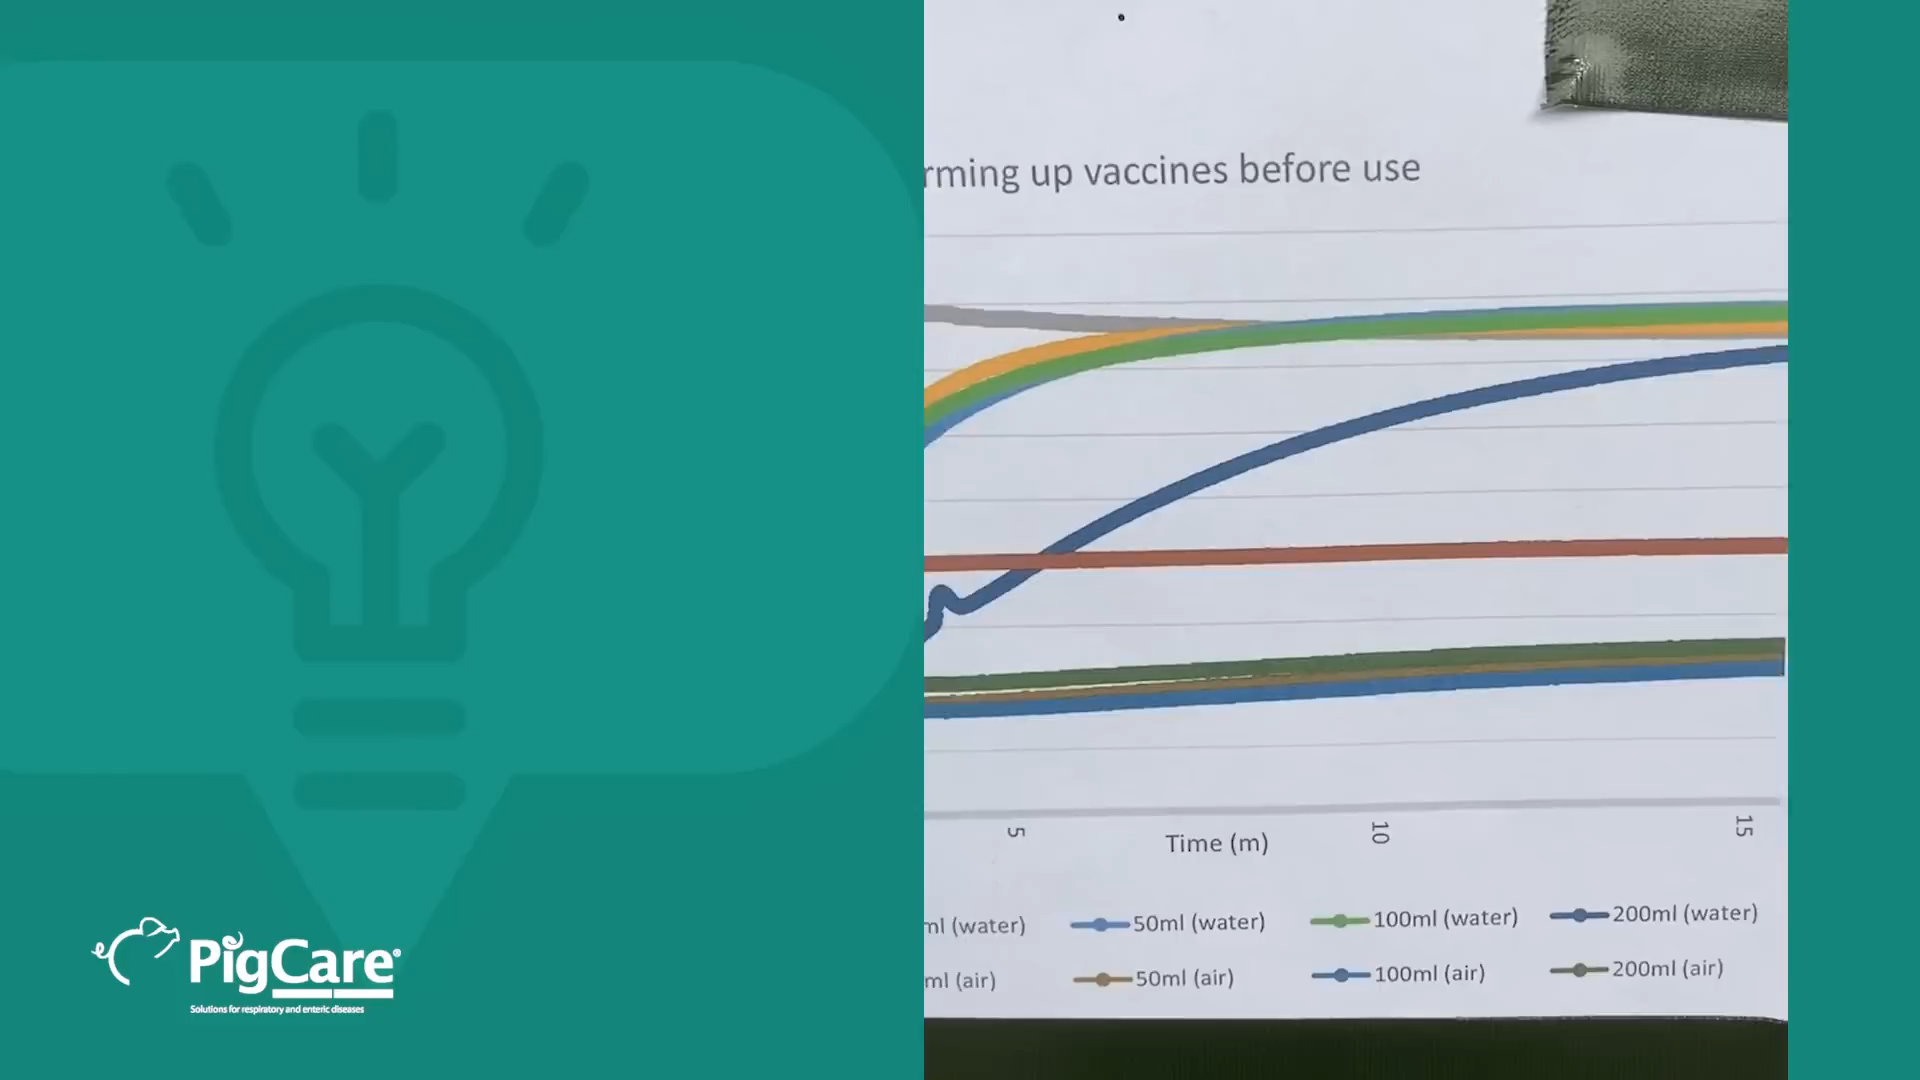 rming up vaccines before use
5
10
15
Time (m)
ml (water)
50ml (water)
100ml (water)
200ml (water)
ml (air)
50ml (air)
100ml (air)
200ml (air)
PigCare®
Solutions for respiratory and enteric diseases